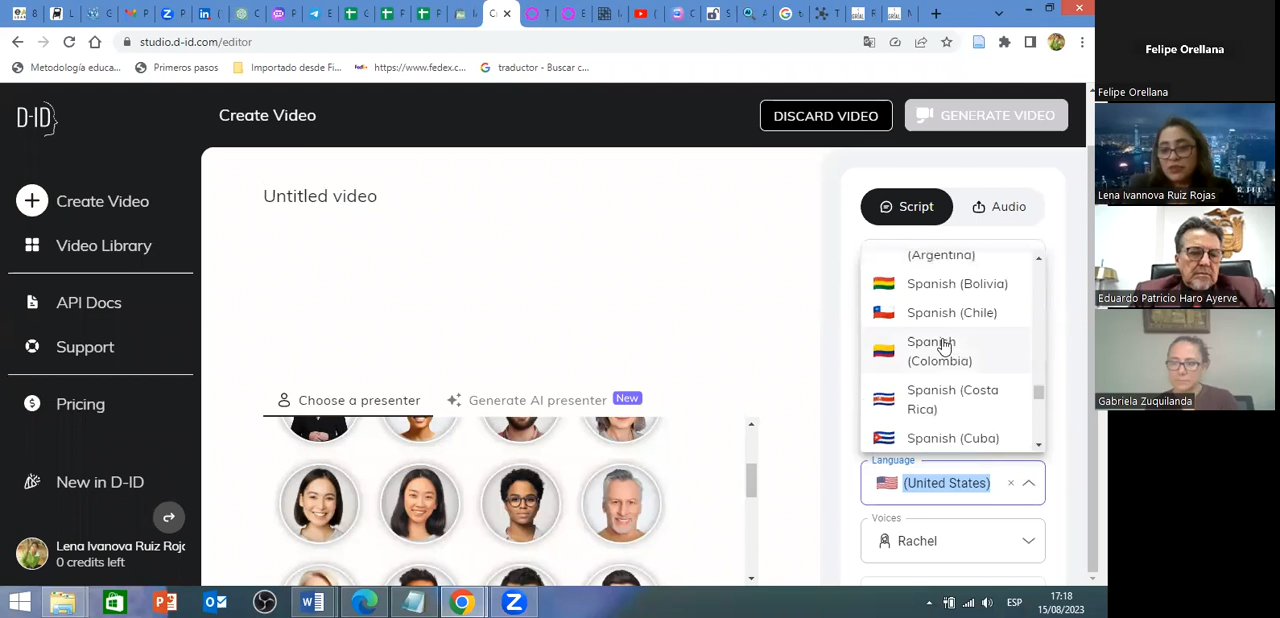 studio.d-id.com/editor
Metodología educa...
Primeros pasos
Importado desde Fi...
https://www.fedex.c...
traductor - Buscar c...
D-ID
Create Video
DISCARD VIDEO
GENERATE VIDEO
Create Video
Video Library
API Docs
Support
Pricing
New in D-ID
Lena Ivanova Ruiz Roja
0 credits left
Untitled video
Choose a presenter
Generate AI presenter
New
Script
Audio
(Argentina)
Spanish (Bolivia)
Spanish (Chile)
Spanish
(Colombia)
Spanish (Costa
Rica)
Spanish (Cuba)
Language
(United States)
Voices
Rachel
Felipe Orellana
Felipe Orellana
Lena Ivannova Ruiz Rojas
Eduardo Patricio Haro Ayerve
Gabriela Zuquilanda
ESP
17:18
15/08/2023